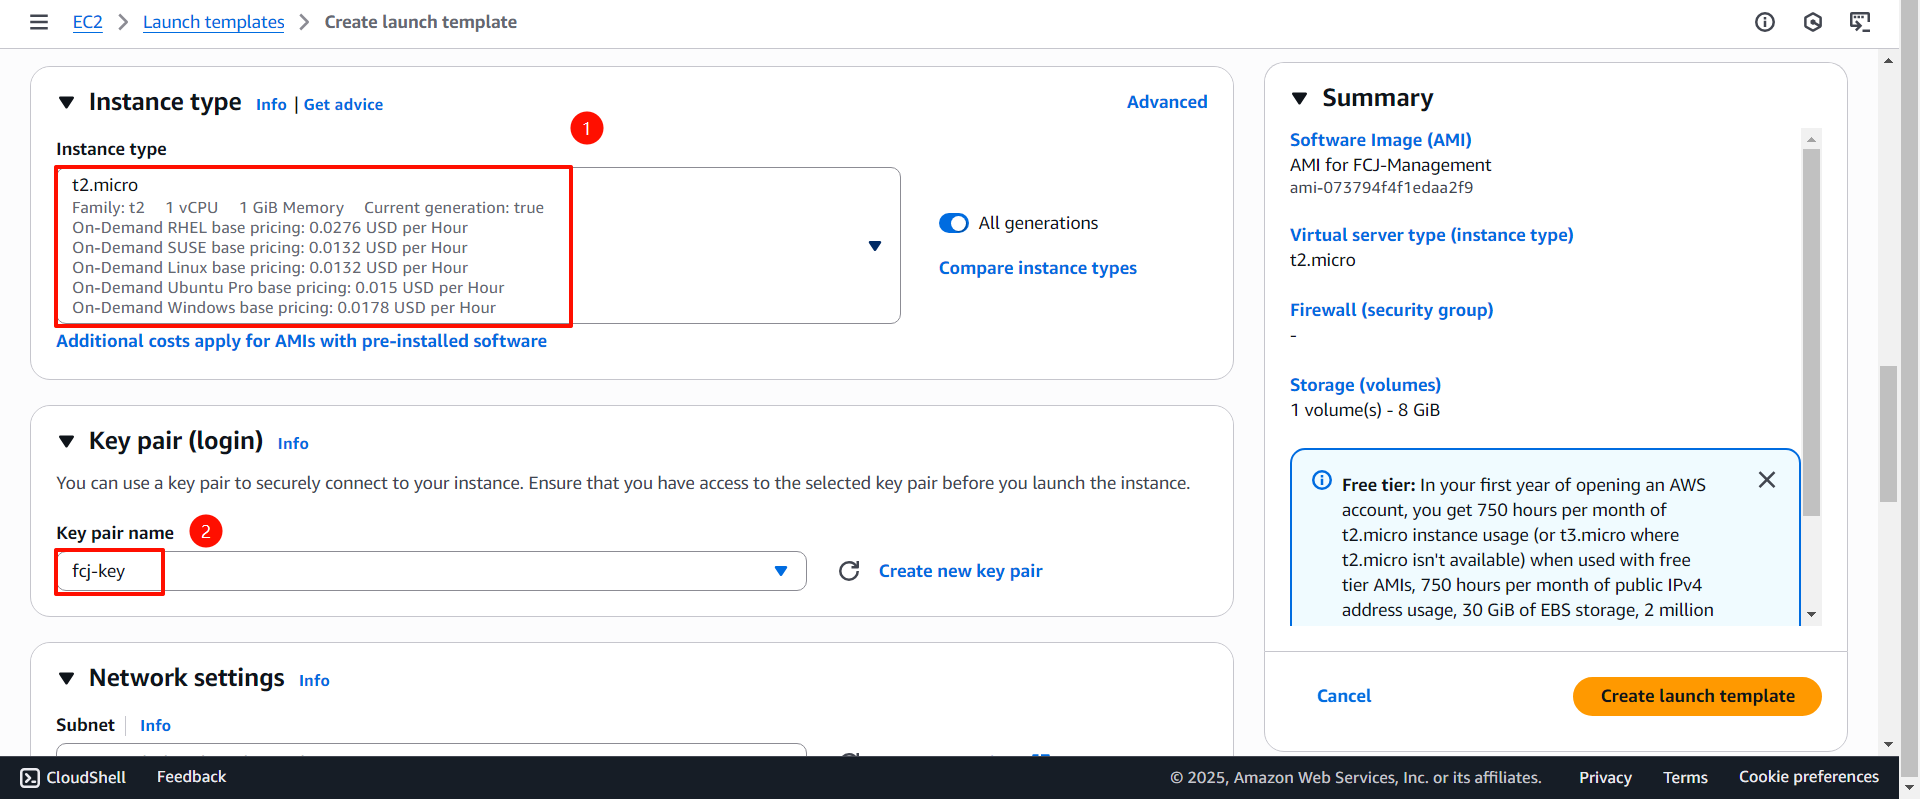 EC2 > Launch templates > Create launch template
Instance type Info | Get advice
Advanced
1
Instance type
t2.micro
Family: t2 1 vCPU 1 GiB Memory Current generation: true
On-Demand RHEL base pricing: 0.0276 USD per Hour
On-Demand SUSE base pricing: 0.0132 USD per Hour
On-Demand Linux base pricing: 0.0132 USD per Hour
On-Demand Ubuntu Pro base pricing: 0.015 USD per Hour
On-Demand Windows base pricing: 0.0178 USD per Hour
All generations
Compare instance types
Additional costs apply for AMIs with pre-installed software
Key pair (login) Info
You can use a key pair to securely connect to your instance. Ensure that you have access to the selected key pair before you launch the instance.
Key pair name
2
fcj-key
Create new key pair
Network settings Info
Subnet Info
Summary
Software Image (AMI)
AMI for FCJ-Management
ami-073794f4f1edaa2f9
Virtual server type (instance type)
t2.micro
Firewall (security group)
-
Storage (volumes)
1 volume(s) - 8 GiB
Free tier: In your first year of opening an AWS
account, you get 750 hours per month of
t2.micro instance usage (or t3.micro where
t2.micro isn't available) when used with free
tier AMIs, 750 hours per month of public IPv4
address usage, 30 GiB of EBS storage, 2 million
Cancel
Create launch template
CloudShell Feedback
© 2025, Amazon Web Services, Inc. or its affiliates. Privacy Terms Cookie preferences